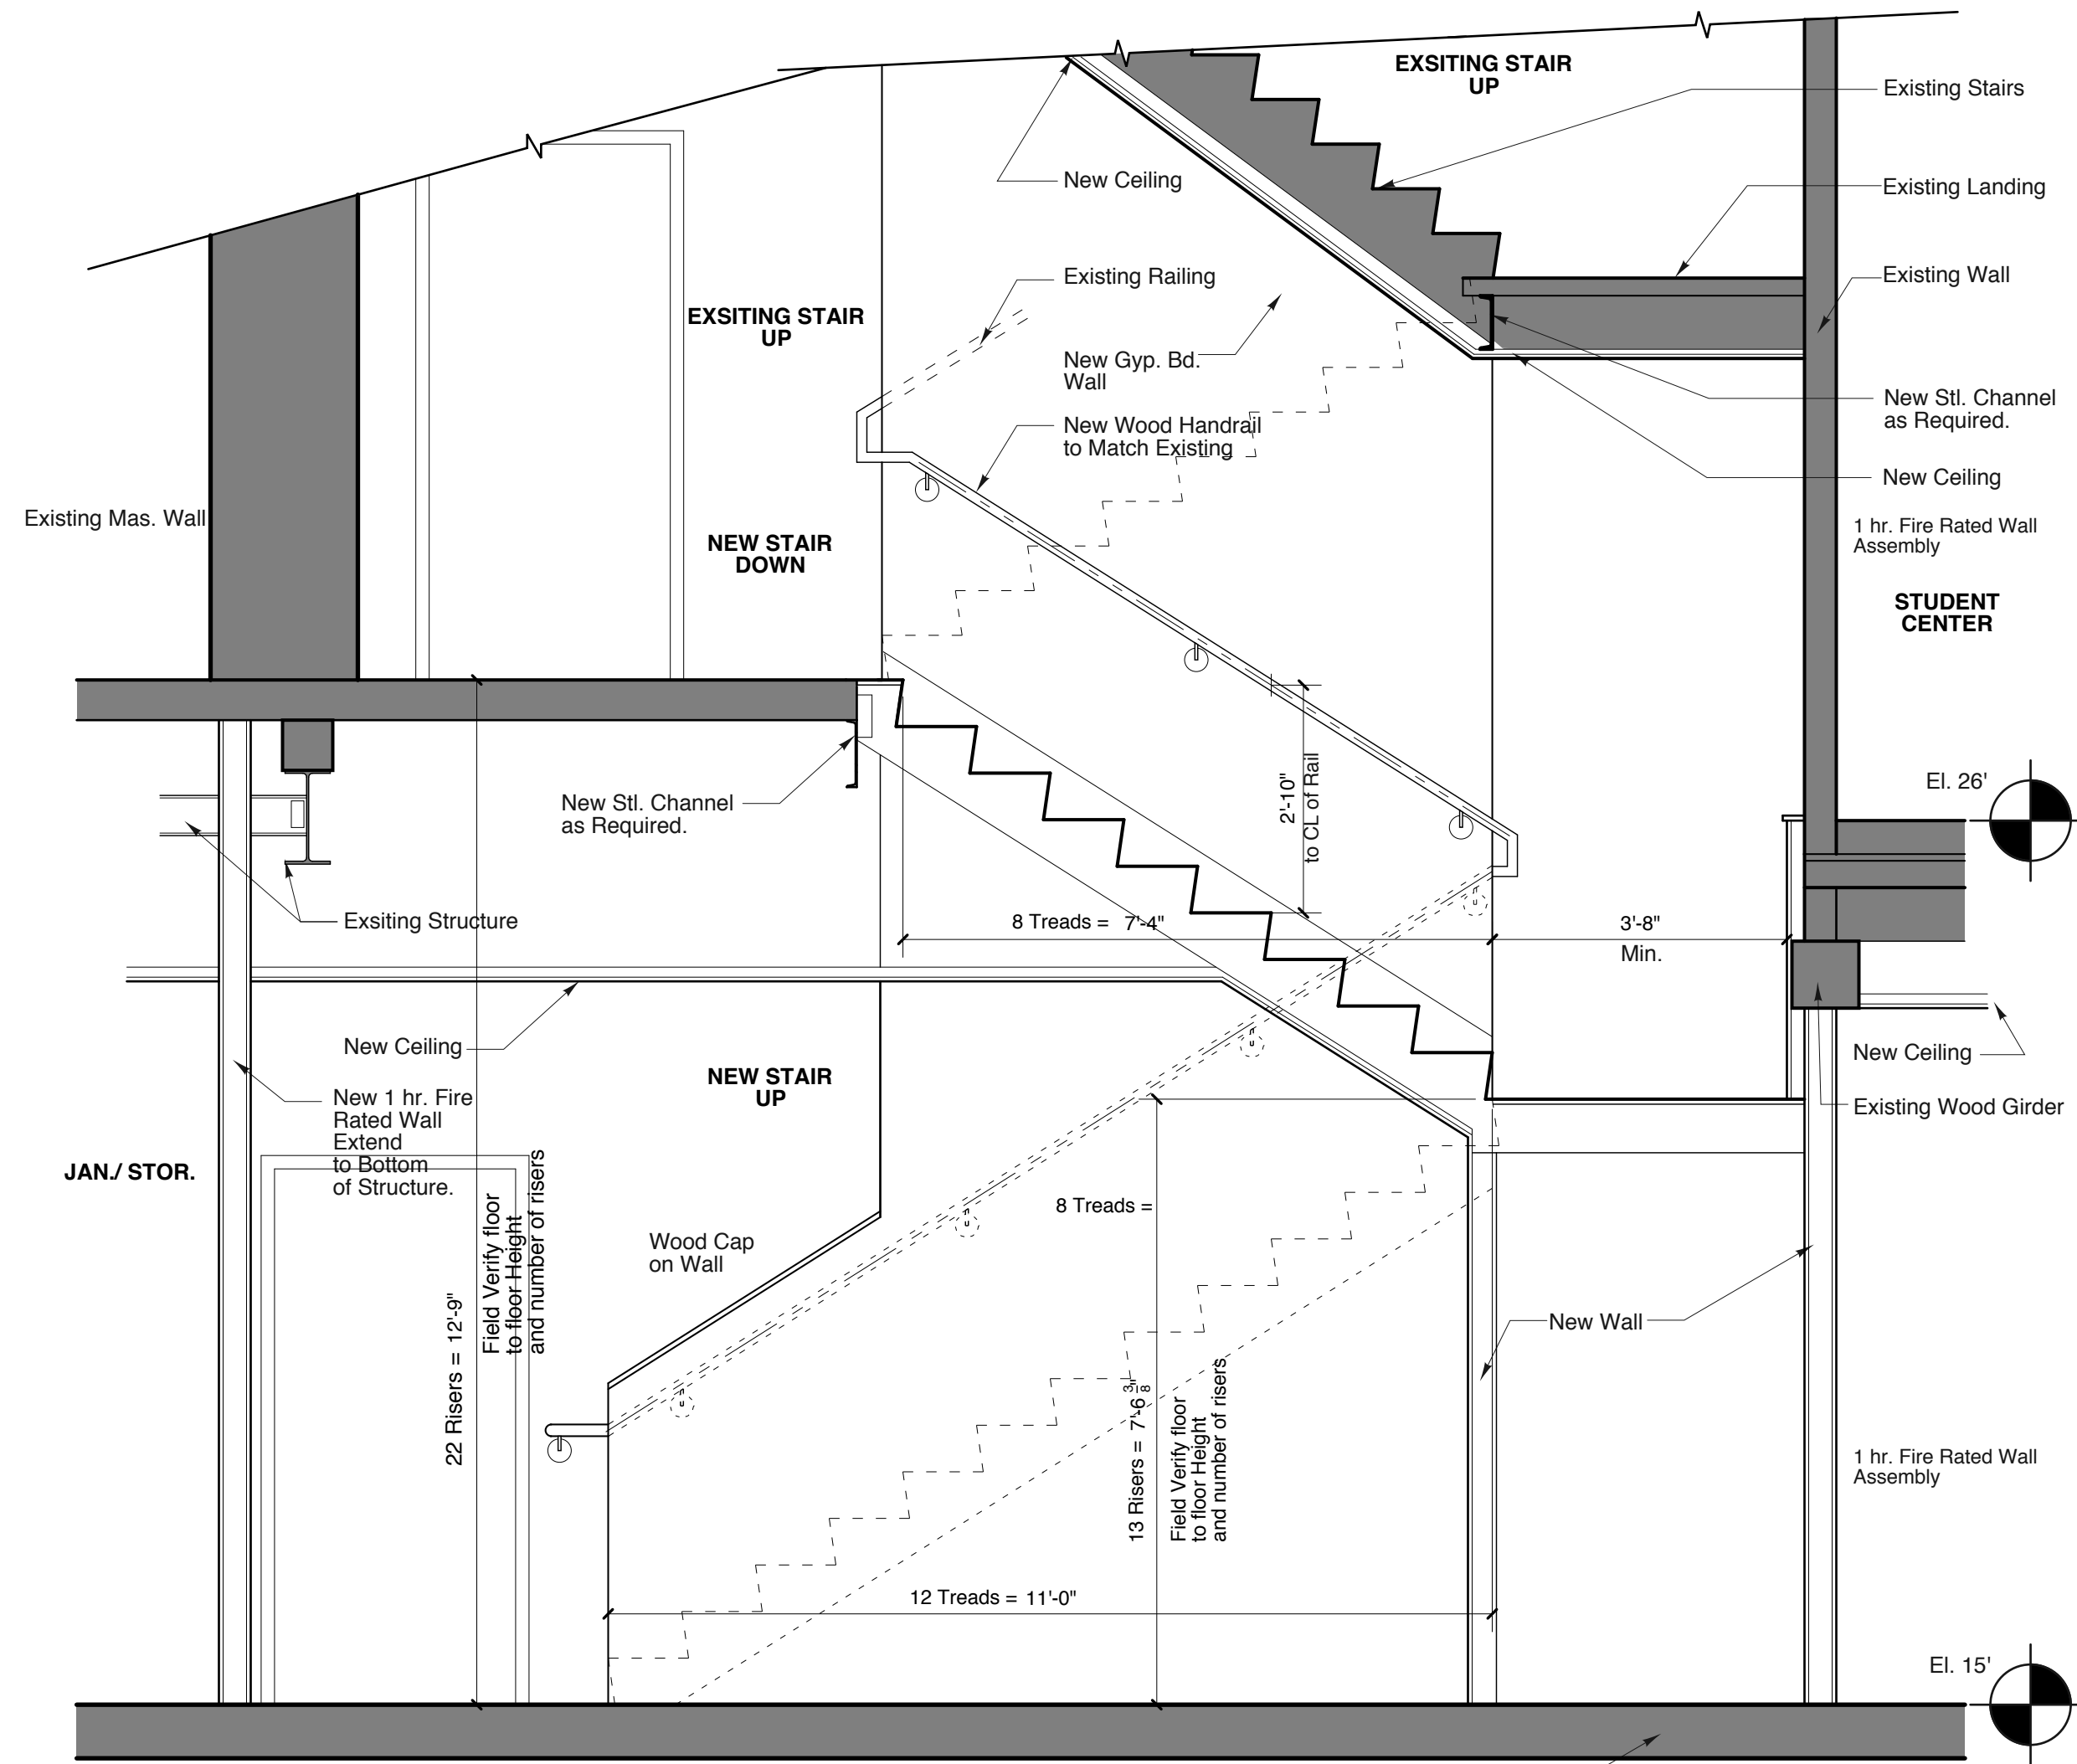 EXSITING STAIR
UP
Existing Stairs
New Ceiling
Existing Landing
Existing Railing
Existing Wall
EXSITING STAIR
UP
New Gyp. Bd.
Wall
New Stl. Channel
as Required.
New Wood Handrail
to Match Existing
New Ceiling
Existing Mas. Wall
1 hr. Fire Rated Wall
Assembly
NEW STAIR
DOWN
STUDENT
CENTER
El. 26'
2'-10"
to CL of Rail
New Stl. Channel
as Required.
Exsiting Structure
8 Treads = 7'-4"
3'-8"
Min.
New Ceiling
New Ceiling
NEW STAIR
UP
New 1 hr. Fire
Rated Wall
Extend
to Bottom
of Structure.
Existing Wood Girder
JAN./ STOR.
8 Treads =
Wood Cap
on Wall
22 Risers = 12'-9"
Field Verify floor
to floor Height
and number of risers
New Wall
13 Risers = 7'-6 3/8"
Field Verify floor
to floor Height
and number of risers
1 hr. Fire Rated Wall
Assembly
12 Treads = 11'-0"
El. 15'